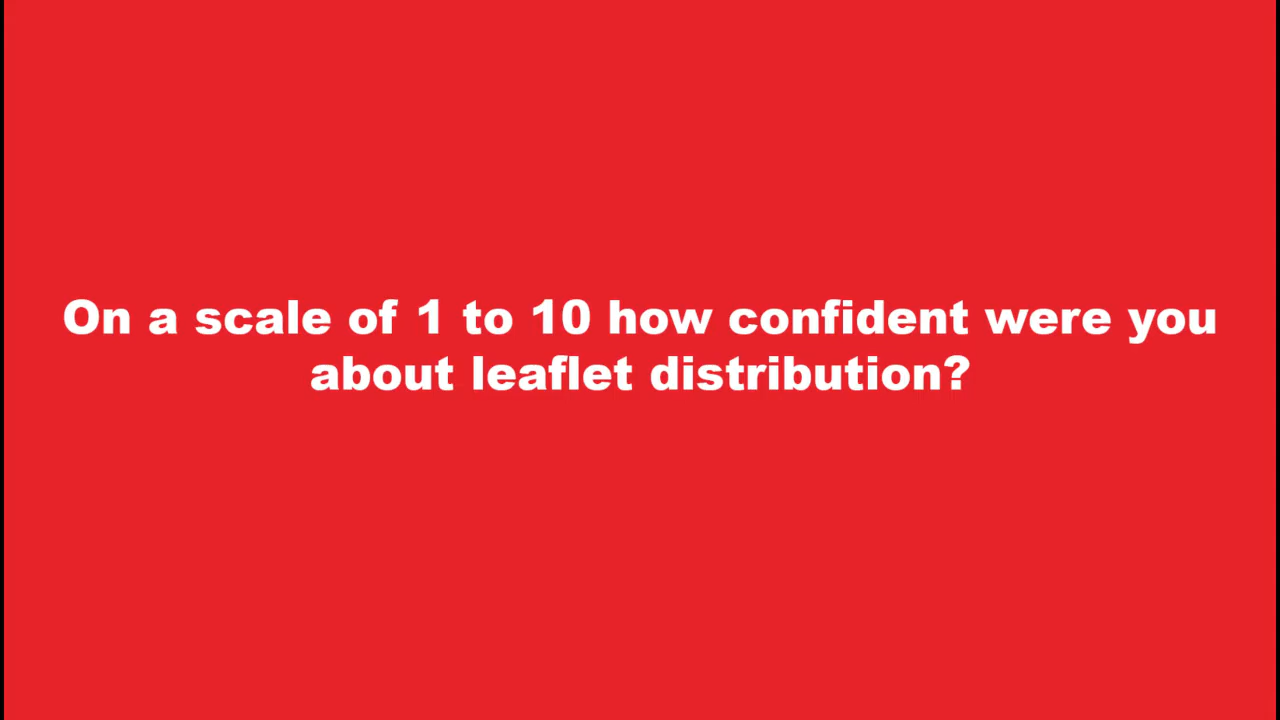 On a scale of 1 to 10 how confident were you
about leaflet distribution?